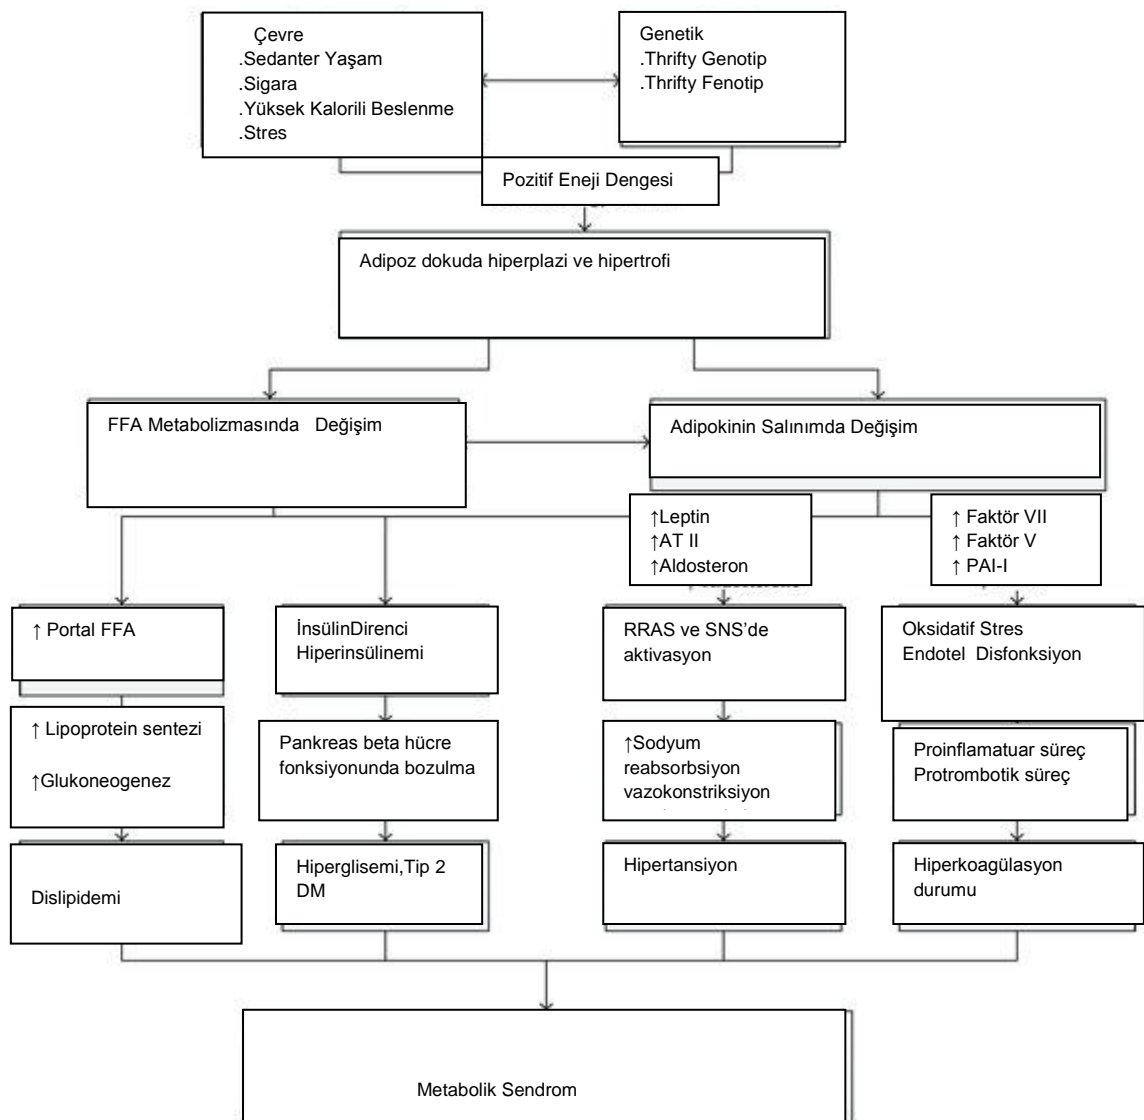 Çevre
.Sedanter Yaşam
.Sigara
.Yüksek Kalorili Beslenme
.Stres
Genetik
.Thrifty Genotip
.Thrifty Fenotip
Pozitif Eneji Dengesi
Adipoz dokuda hiperplazi ve hipertrofi
FFA Metabolizmasında Değişim
Adipokinin Salınımda Değişim
↑Leptin
↑AT II
↑Aldosteron
↑ Faktör VII
↑ Faktör V
↑ PAI-I
↑ Portal FFA
İnsülinDirenci
Hiperinsülinemi
RRAS ve SNS’de
aktivasyon
Oksidatif Stres
Endotel Disfonksiyon
↑ Lipoprotein sentezi
↑Glukoneogenez
Pankreas beta hücre
fonksiyonunda bozulma
↑Sodyum
reabsorbsiyon
vazokonstriksiyon
Proinflamatuar süreç
Protrombotik süreç
Dislipidemi
Hiperglisemi,Tip 2
DM
Hipertansiyon
Hiperkoagülasyon
durumu
Metabolik Sendrom